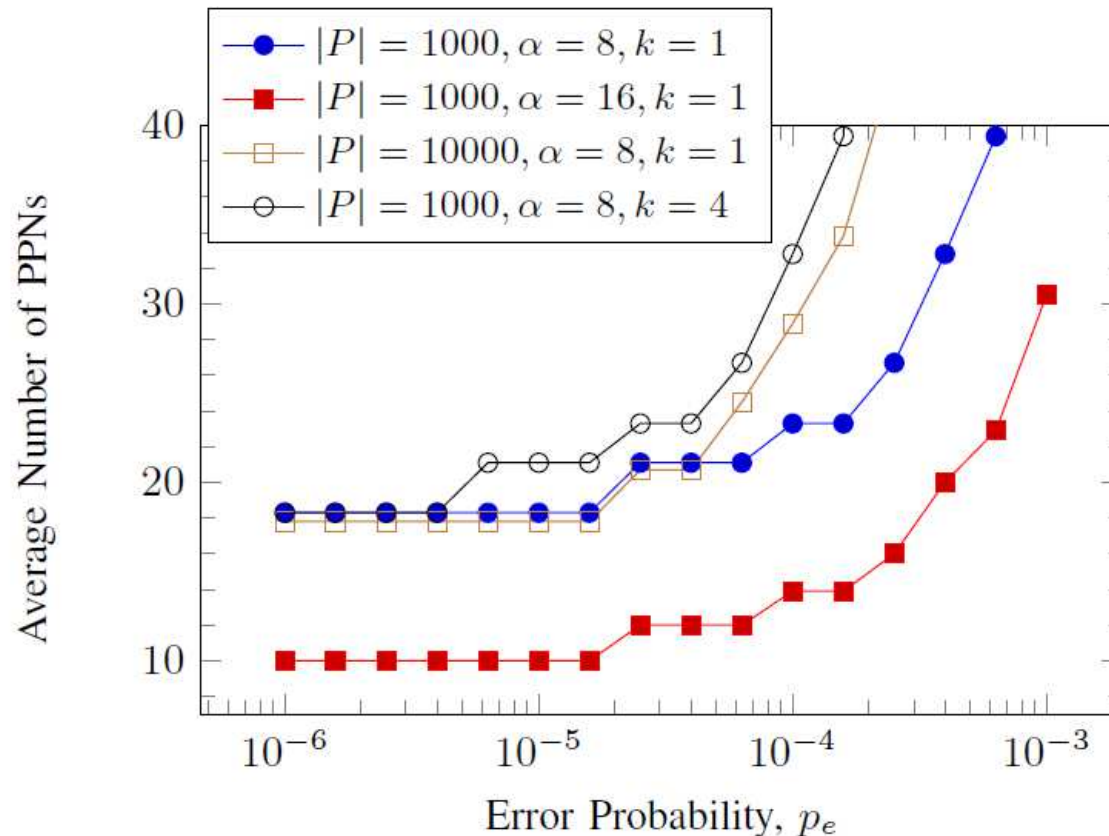 |P| = 1000, α = 8, k = 1
|P| = 1000, α = 16, k = 1
|P| = 10000, α = 8, k = 1
|P| = 1000, α = 8, k = 4
40
30
20
10
Average Number of PPNs
10⁻⁶ 10⁻⁵ 10⁻⁴ 10⁻³
Error Probability, pₑ